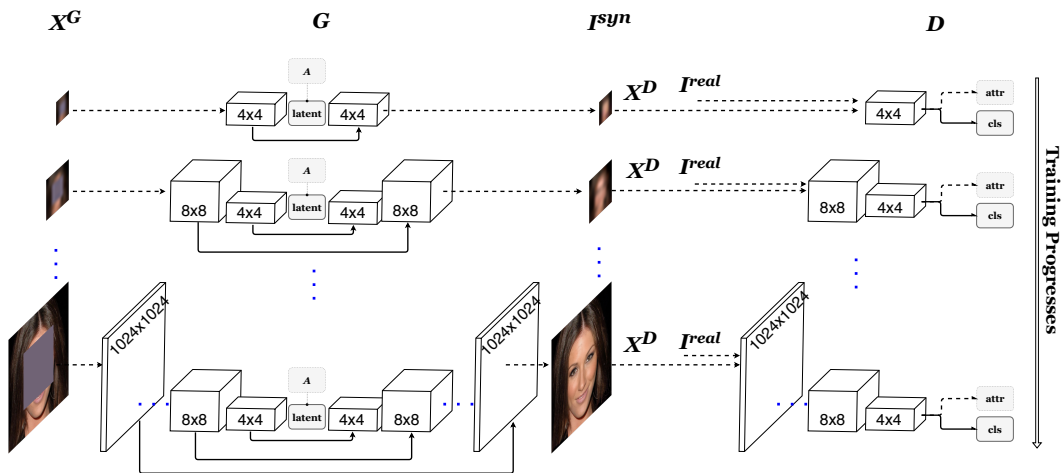 X^G G I^syn D
A
4x4 latent 4x4
X^D I^real
4x4
attr
cls
A
8x8 4x4 latent 4x4 8x8
X^D I^real
8x8 4x4
attr
cls
1024x1024
8x8 4x4
A
latent
4x4 8x8
1024x1024
X^D I^real
1024x1024
8x8 4x4
attr
cls
Training Progresses